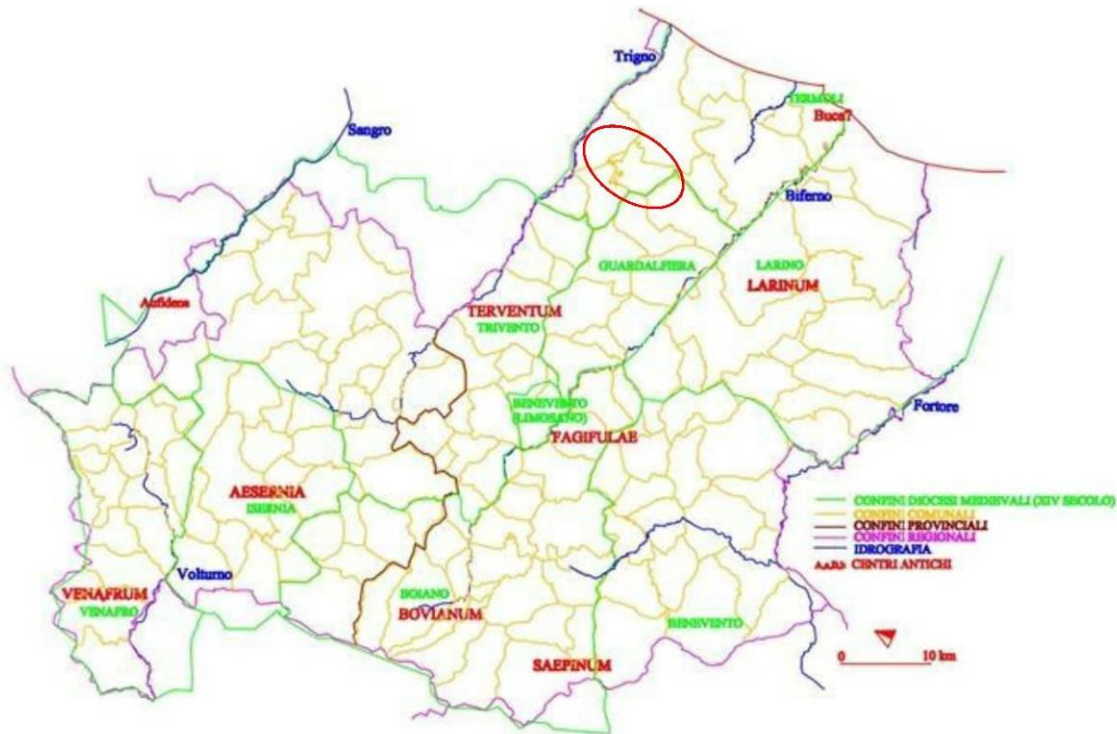 Trigno
TERMOLI
Buca?
Sangro
Biferno
GUARDALFIERA
LARINO
LARINUM
Aufidena
TERVENTUM
TRIVENTO
BENEVENTO
(LIMOSANO)
FAGIFULAE
Fortore
AESERNIA
ISERNIA
CONFINI DIOCESI MEDIEVALI (XIV SECOLO)
CONFINI COMUNALI
CONFINI PROVINCIALI
CONFINI REGIONALI
IDROGRAFIA
CENTRI ANTICHI
Volturno
VENAFRUM
VENAFRO
BOIANO
BOVIANUM
BENEVENTO
SAEPINUM
0 10 km